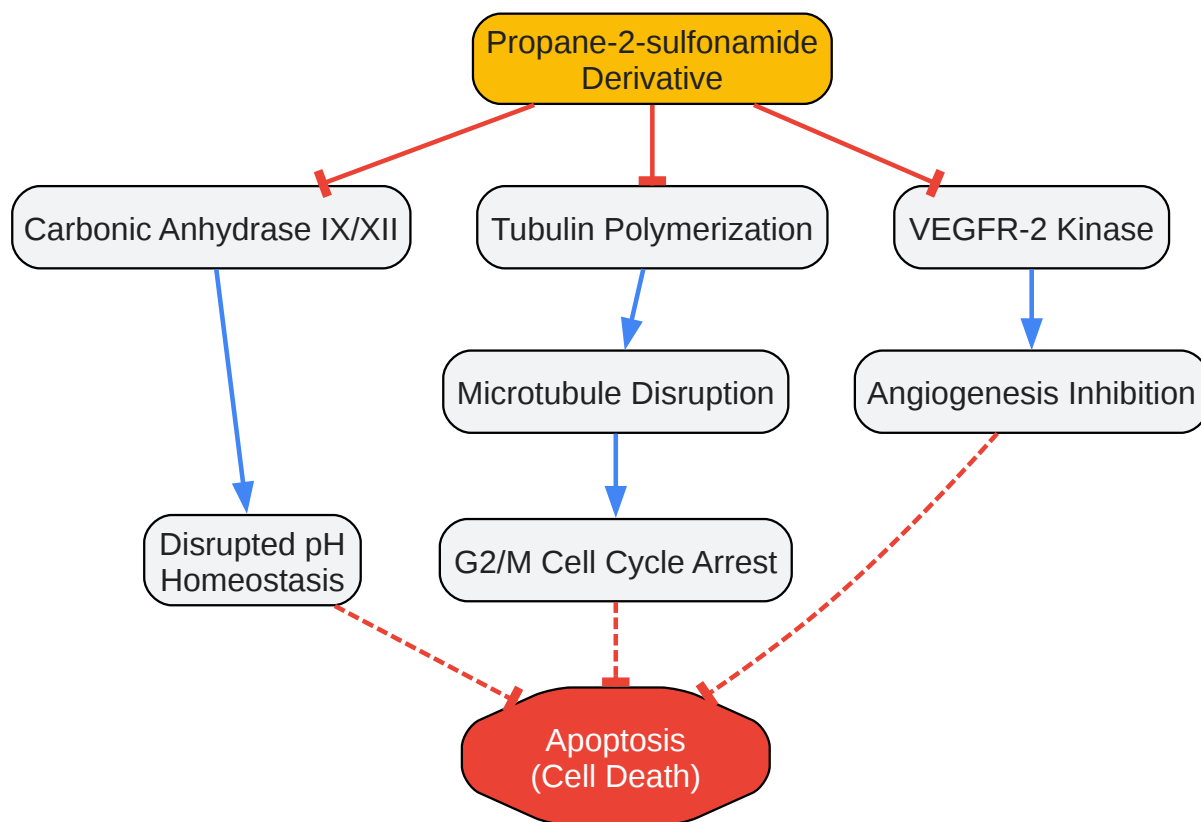 Propane-2-sulfonamide
Derivative
Carbonic Anhydrase IX/XII
Tubulin Polymerization
VEGFR-2 Kinase
Microtubule Disruption
Angiogenesis Inhibition
Disrupted pH
Homeostasis
G2/M Cell Cycle Arrest
Apoptosis
(Cell Death)